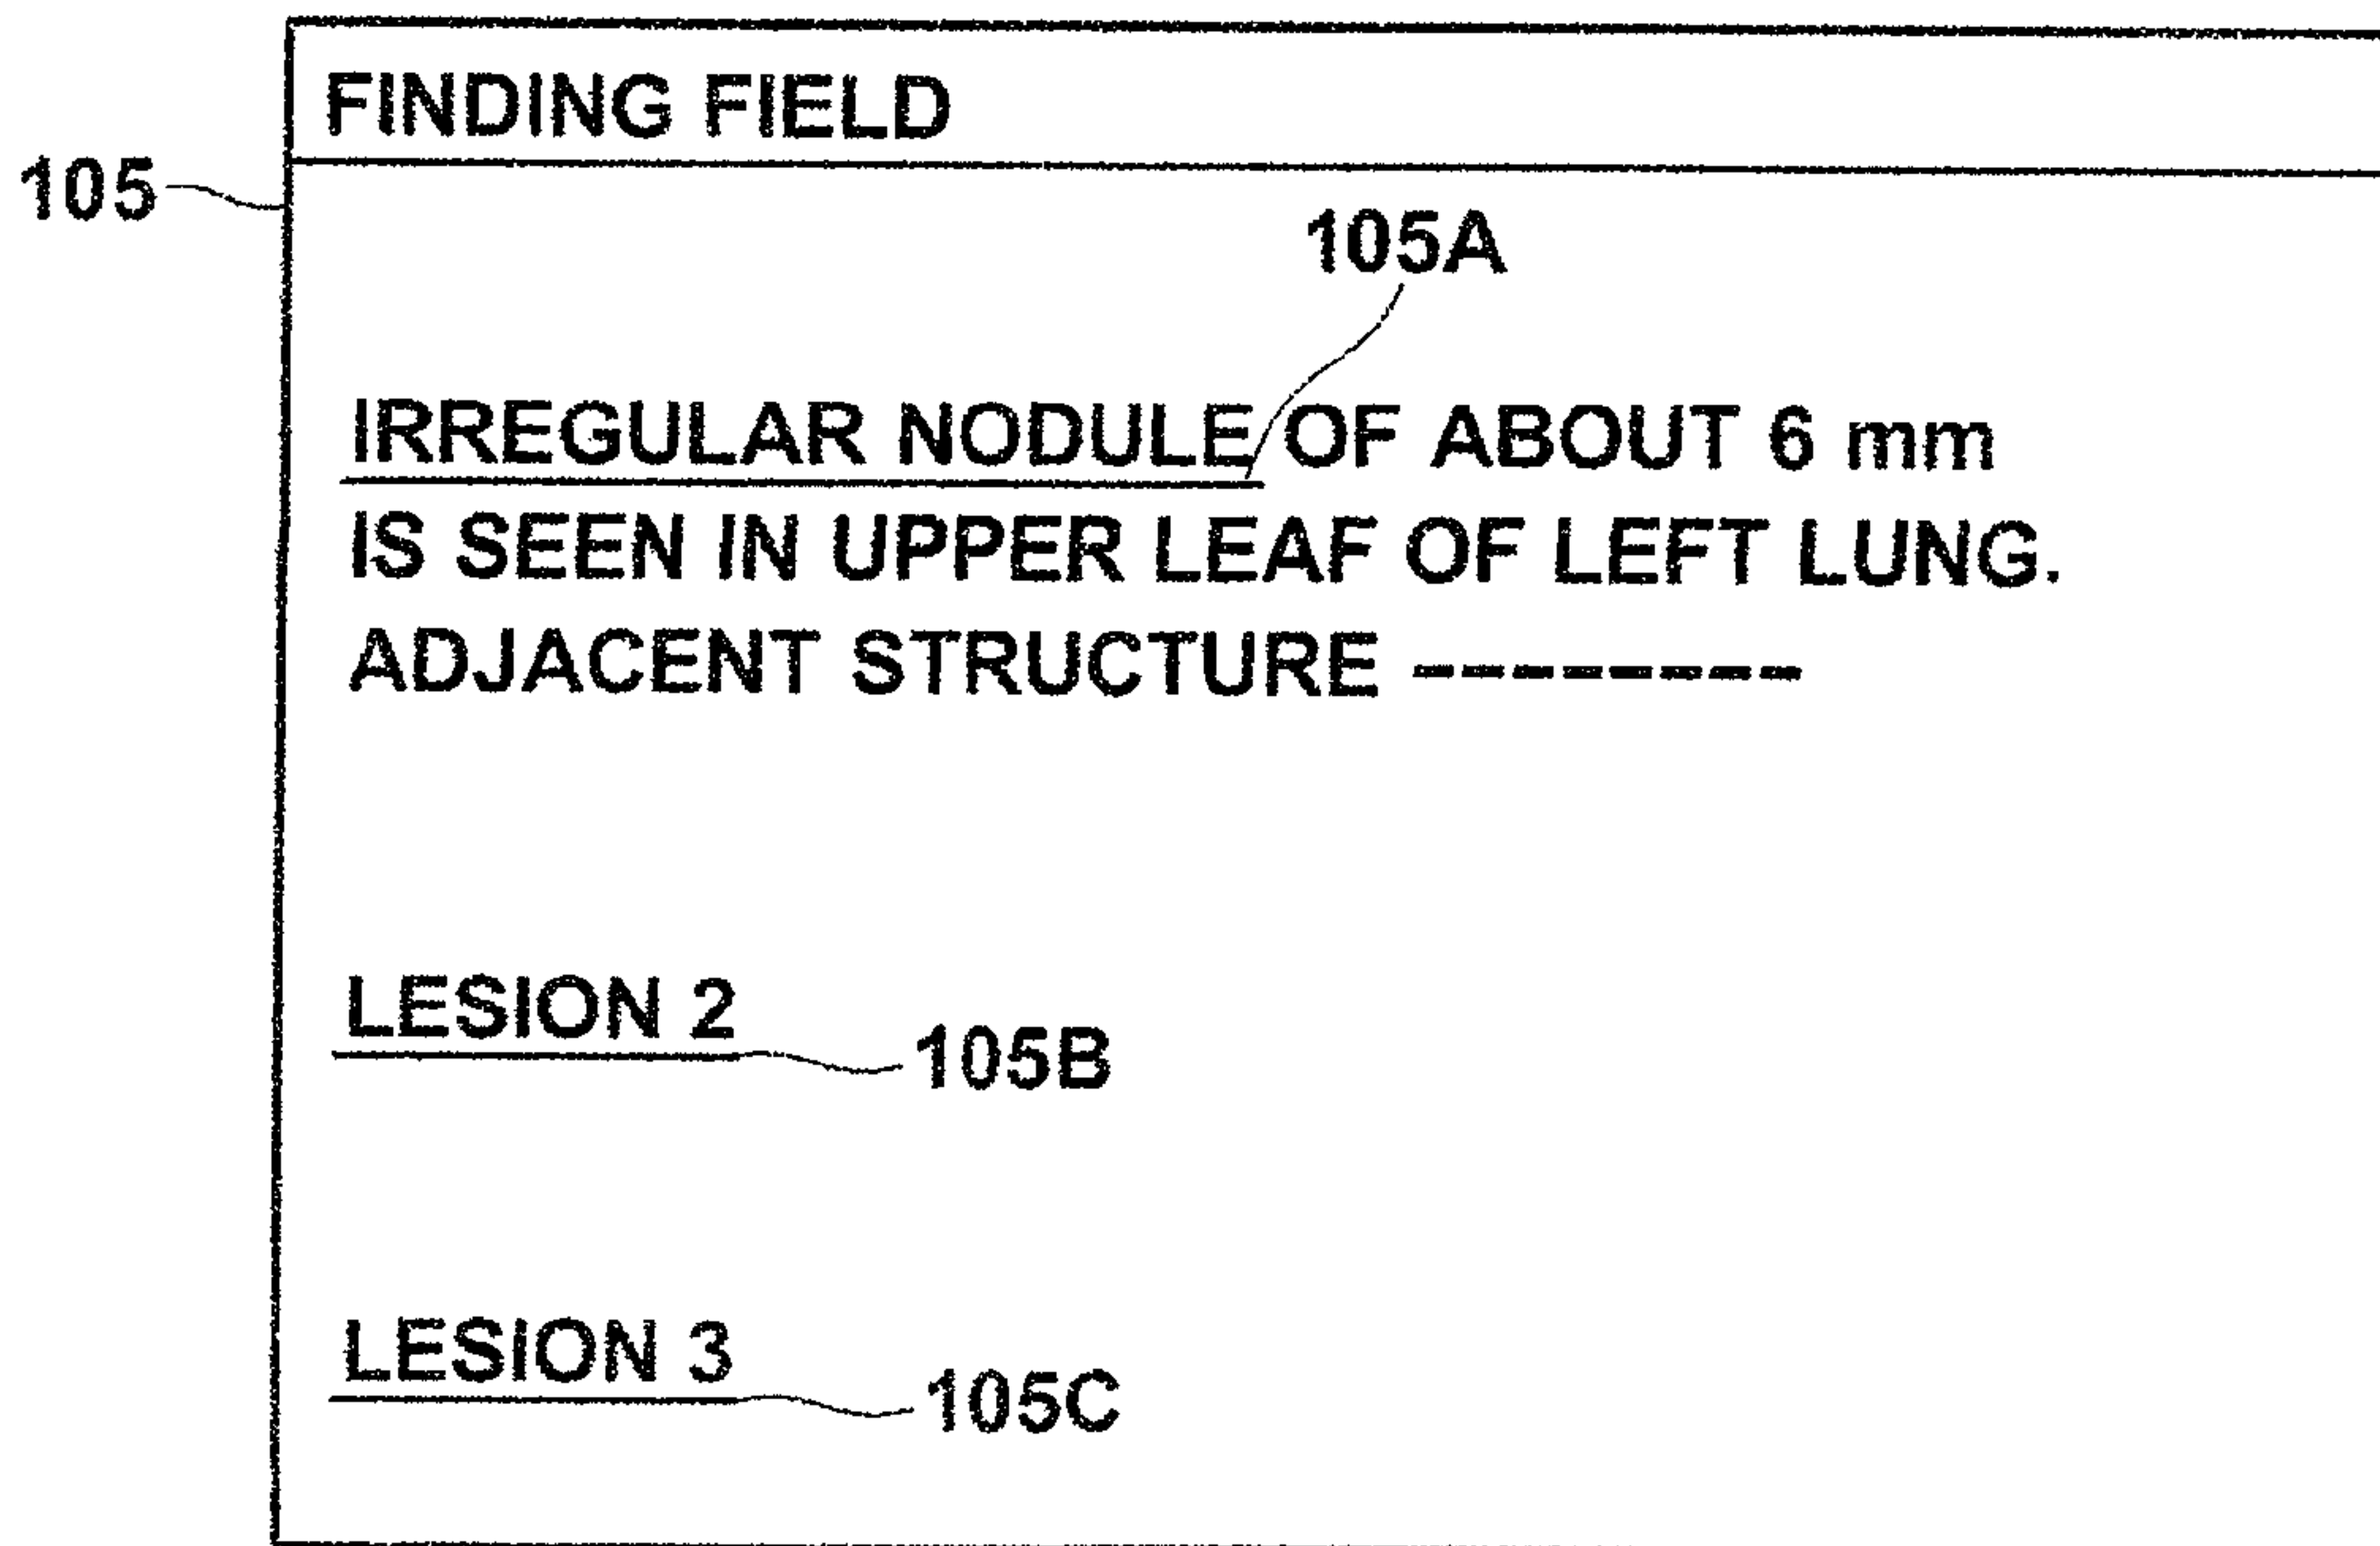 FINDING FIELD
105
105A
IRREGULAR NODULE OF ABOUT 6 mm
IS SEEN IN UPPER LEAF OF LEFT LUNG.
ADJACENT STRUCTURE --------
LESION 2
105B
LESION 3
105C